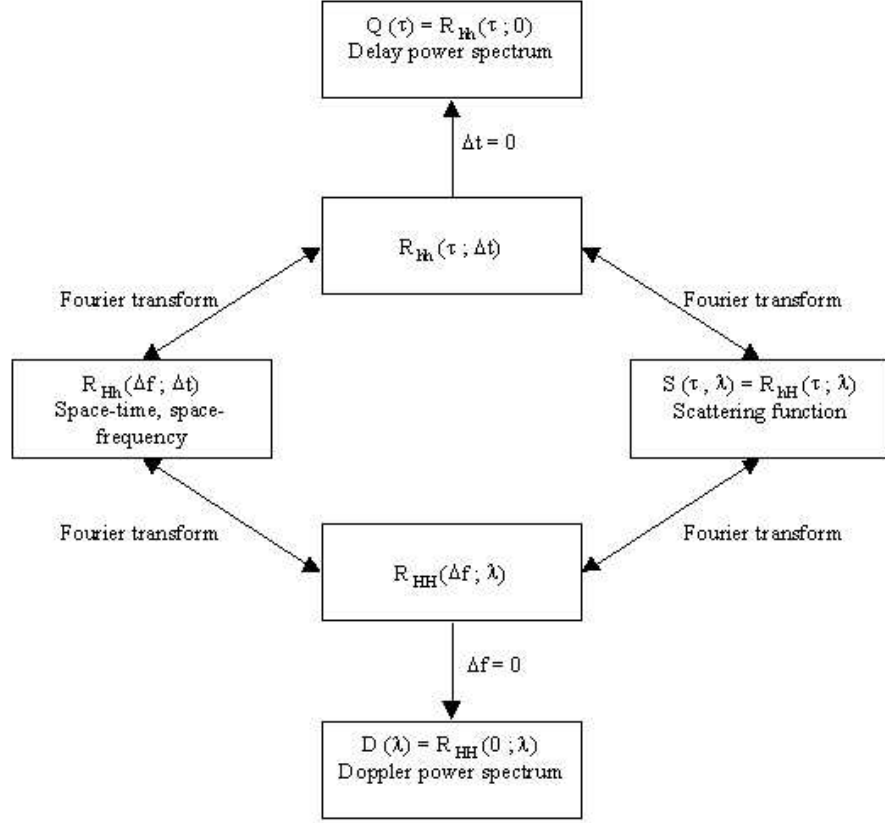 Q (τ) = R_hh (τ ; 0)
Delay power spectrum
Δt = 0
R_hh (τ ; Δt)
Fourier transform
Fourier transform
R_Hh (Δf ; Δt)
Space-time, space-
frequency
S (τ , λ) = R_hH (τ ; λ)
Scattering function
Fourier transform
Fourier transform
R_HH (Δf ; λ)
Δf = 0
D (λ) = R_HH (0 ; λ)
Doppler power spectrum